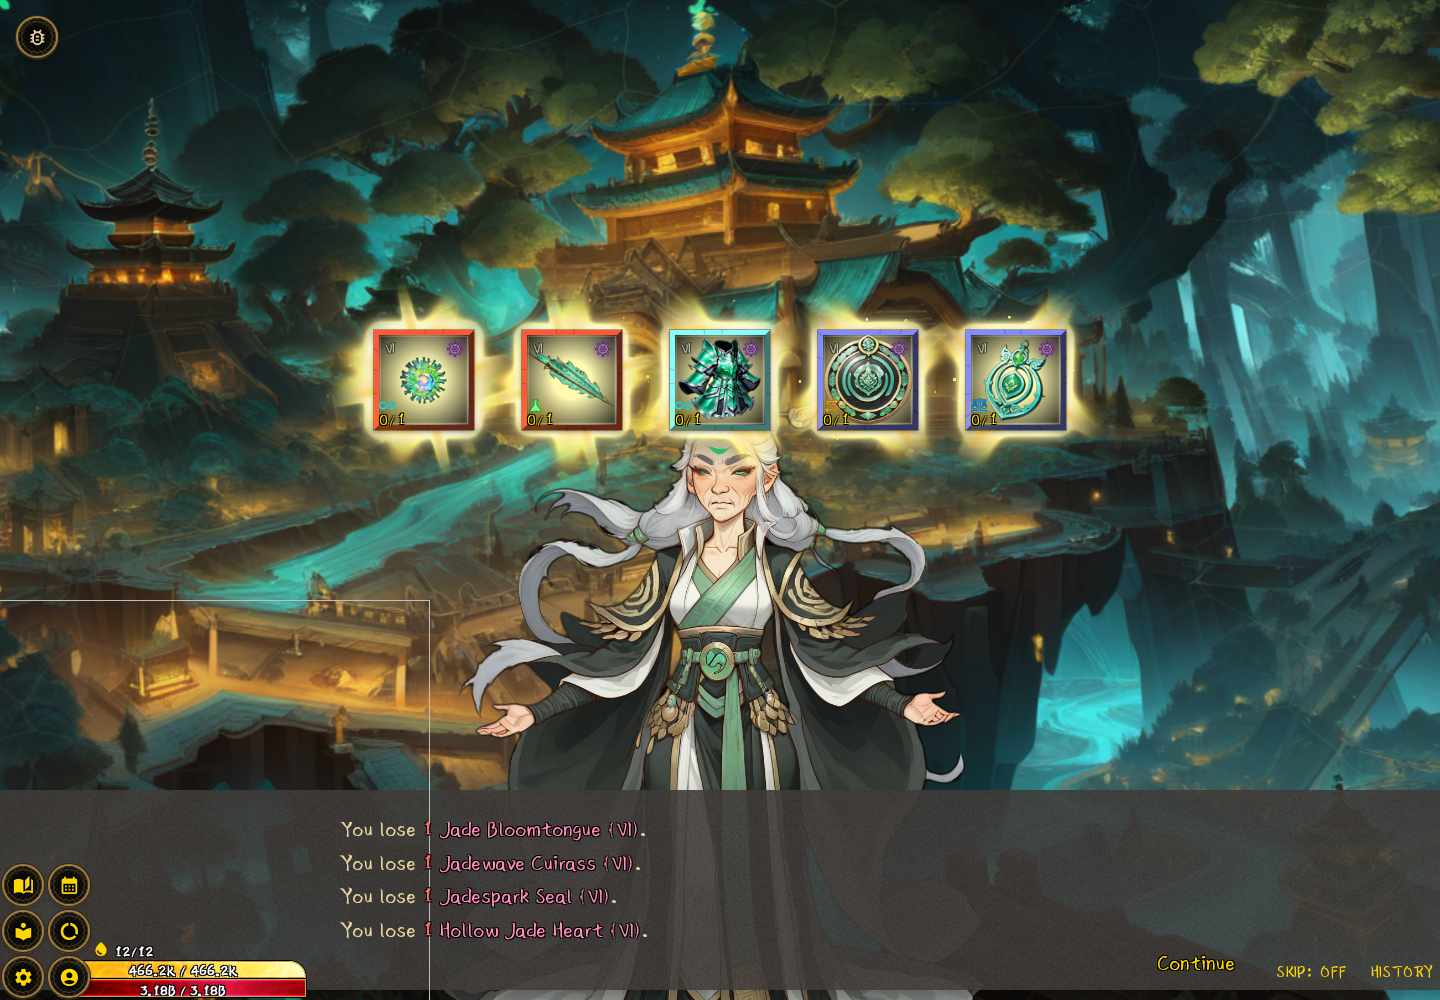 VI VI VI VI VI
0/1 0/1 0/1 0/1 0/1
You lose 1 Jade Bloomtongue (VI).
You lose 1 Jadewave Cuirass (VI).
You lose 1 Jadespark Seal (VI).
You lose 1 Hollow Jade Heart (VI).
12/12
466.2K / 466.2K
3.18B / 3.18B
Continue
SKIP: OFF HISTORY